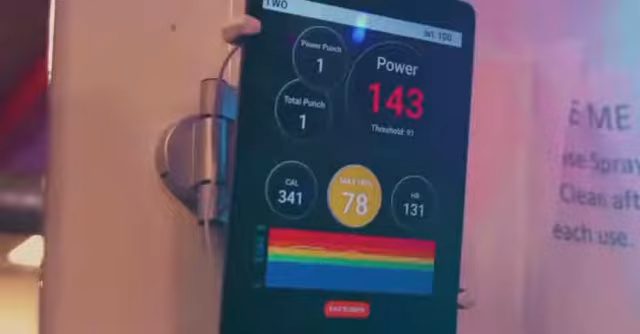 TWO
Power Punch
1
Power
143
Total Punch
1
CAL
341
78
HR
131
EME
use Spray
Clean aft
each use.